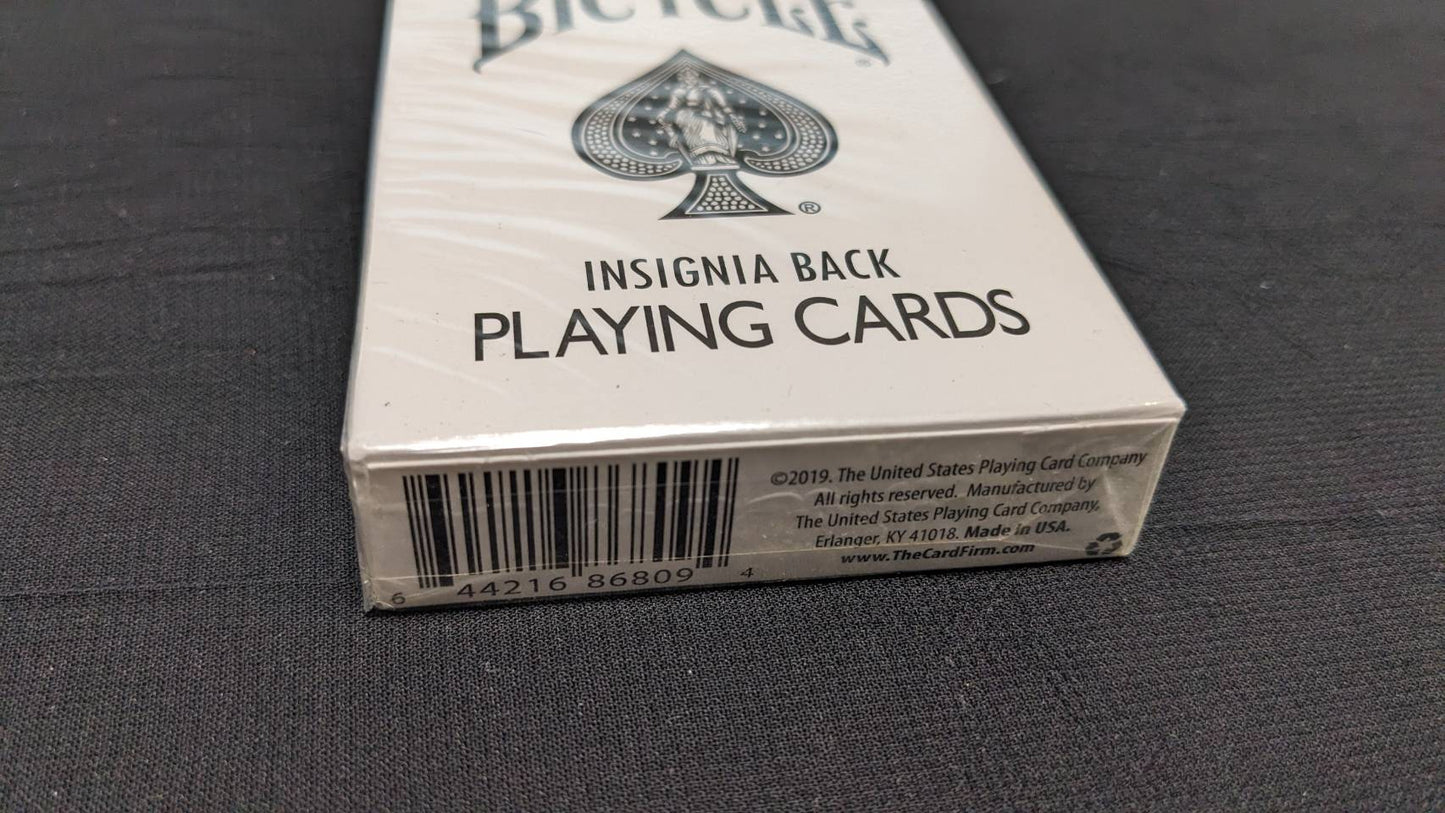 BICYCLE
®
®
INSIGNIA BACK
PLAYING CARDS
6 44216 86809 4
©2019. The United States Playing Card Company
All rights reserved. Manufactured by
The United States Playing Card Company,
Erlanger, KY 41018. Made in USA.
www.TheCardFirm.com